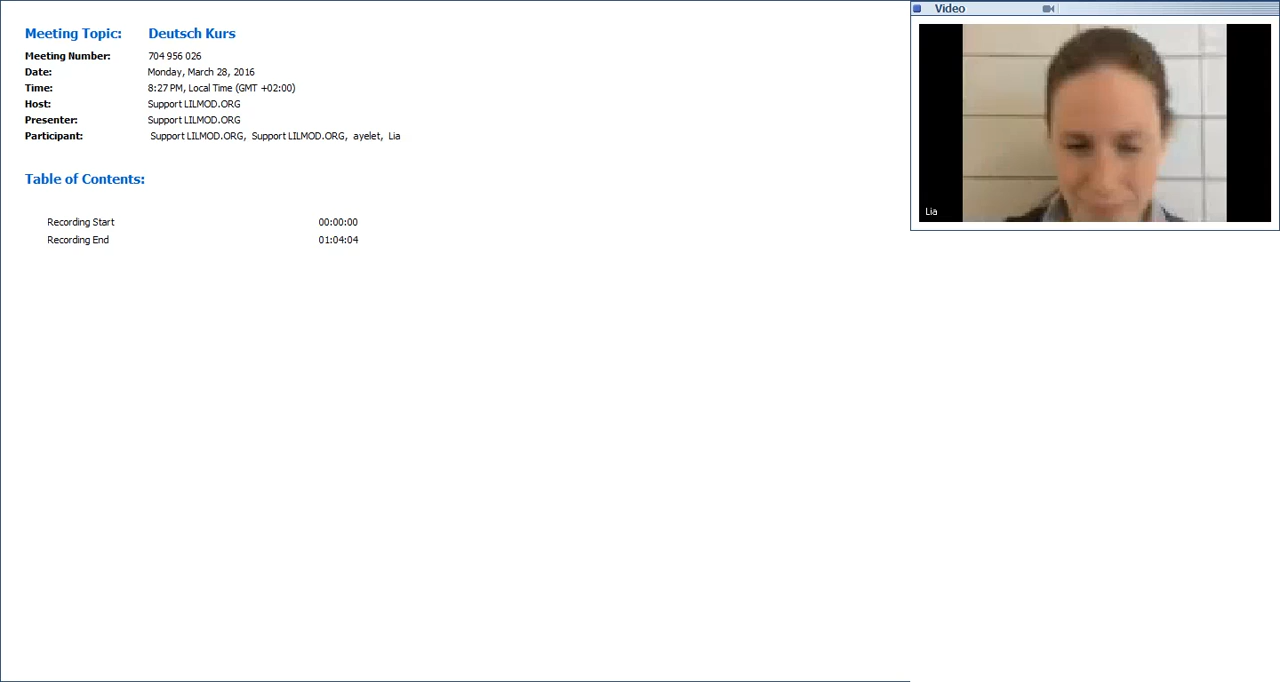 Meeting Topic: Deutsch Kurs
Meeting Number: 704 956 026
Date: Monday, March 28, 2016
Time: 8:27 PM, Local Time (GMT +02:00)
Host: Support LILMOD.ORG
Presenter: Support LILMOD.ORG
Participant: Support LILMOD.ORG, Support LILMOD.ORG, ayelet, Lia
Table of Contents:
Recording Start 00:00:00
Recording End 01:04:04
Video
Lia